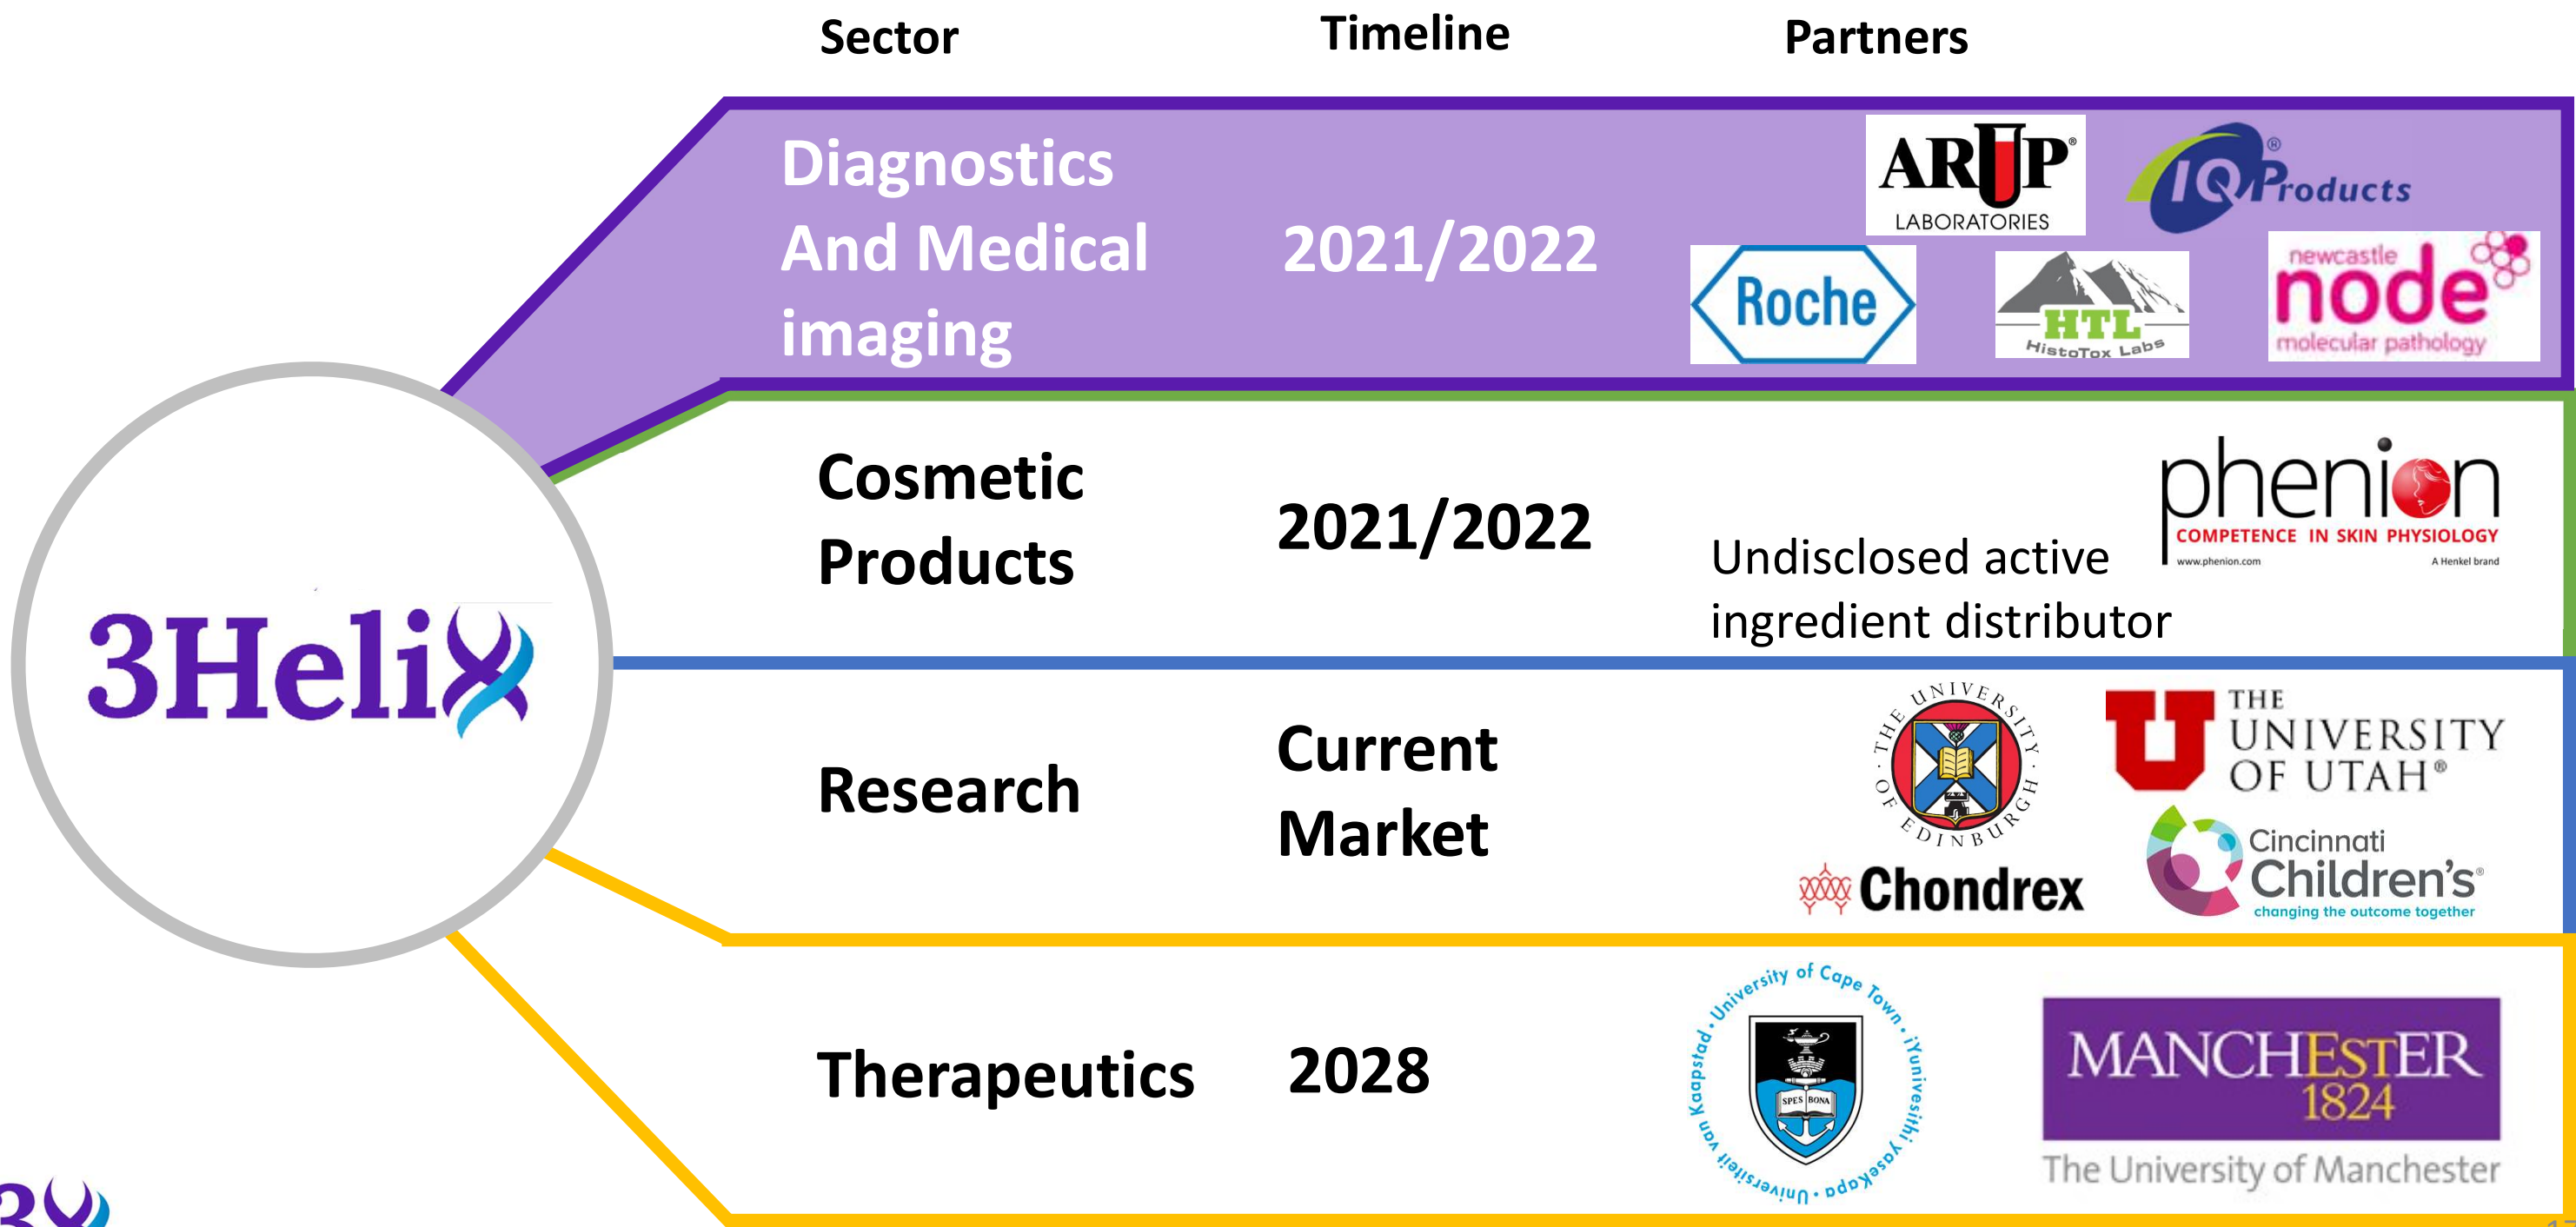 Sector
Timeline
Partners
Diagnostics
And Medical
imaging
2021/2022
ARUP®
LABORATORIES
IQProducts®
Roche
HTL
HistoTox Labs
newcastle
node
molecular pathology
Cosmetic
Products
2021/2022
Undisclosed active
ingredient distributor
phenion
COMPETENCE IN SKIN PHYSIOLOGY
www.phenion.com
A Henkel brand
3Helix
Research
Current
Market
· THE UNIVERSITY · OF EDINBURGH
U
THE
UNIVERSITY
OF UTAH®
Chondrex
Cincinnati
Children's®
changing the outcome together
Therapeutics
2028
University of Cape Town · iYunivesithi yaseKapa · Universiteit van Kaapstad ·
SPES BONA
MANCHESTER
1824
The University of Manchester
3X